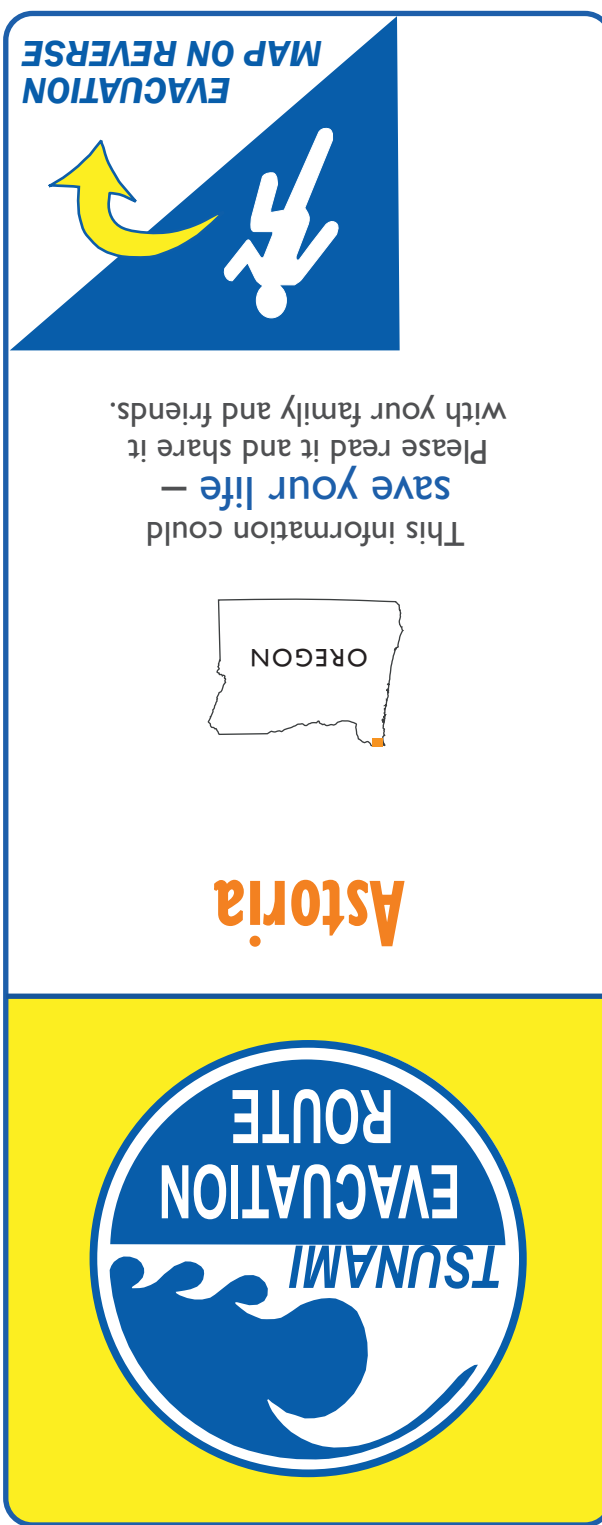 TSUNAMI
EVACUATION
ROUTE
Astoria
OREGON
This information could
save your life –
Please read it and share it
with your family and friends.
EVACUATION
MAP ON REVERSE